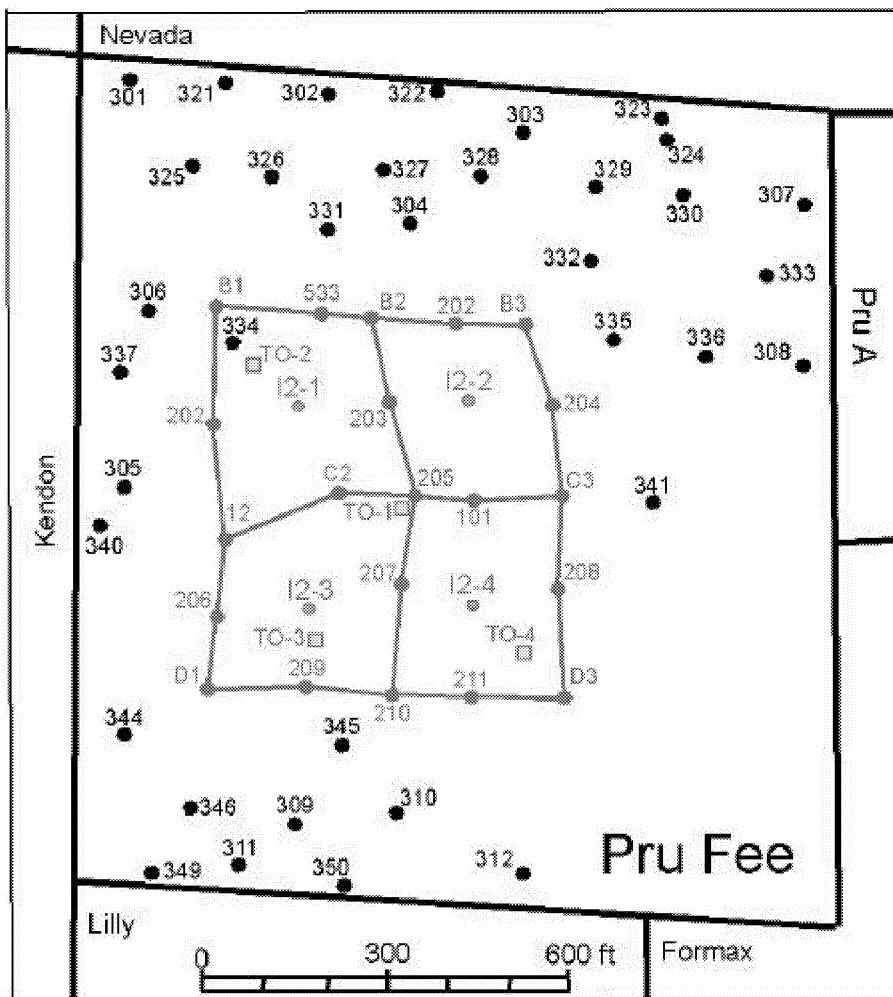 Nevada
301
321
302
322
303
323
324
325
326
327
328
329
330
307
331
304
332
333
Pru A
306
B1
533
B2
202
B3
334
TO-2
335
336
308
337
I2-1
I2-2
202
203
204
305
C2
205
C3
341
Kendon
340
12
TO-1
101
207
208
206
I2-3
I2-4
TO-3
TO-4
D1
209
210
211
D3
344
345
346
309
310
311
349
350
312
Pru Fee
Lilly
Formax
0
300
600 ft